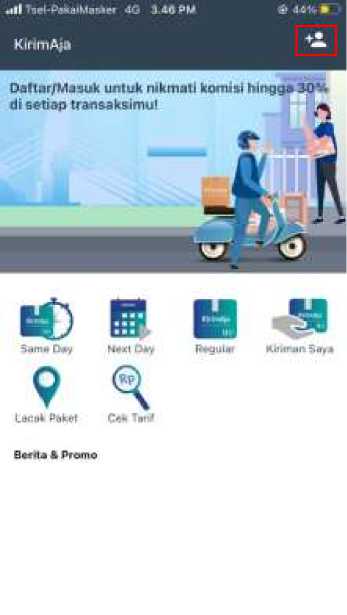 Tsel-PakaiMasker 4G 3.46 PM 44%
KirimAja
Daftar/Masuk untuk nikmati komisi hingga 30%
di setiap transaksimu!
Same Day Next Day Regular Kiriman Saya
Rp
Lacak Paket Cek Tarif
Berita & Promo